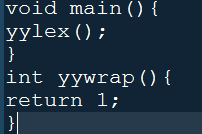 void main(){
yylex();
}
int yywrap(){
return 1;
}